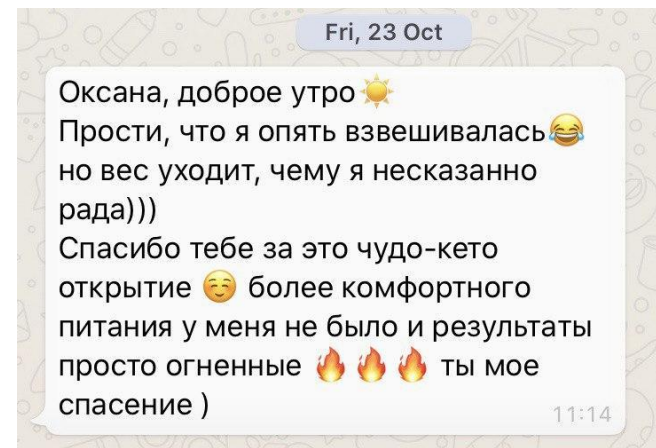 Fri, 23 Oct
Оксана, доброе утро☀️
Прости, что я опять взвешивалась😂
но вес уходит, чему я несказанно
рада)))
Спасибо тебе за это чудо-кето
открытие ☺️ более комфортного
питания у меня не было и результаты
просто огненные 🔥 🔥 🔥 ты мое
спасение )
11:14